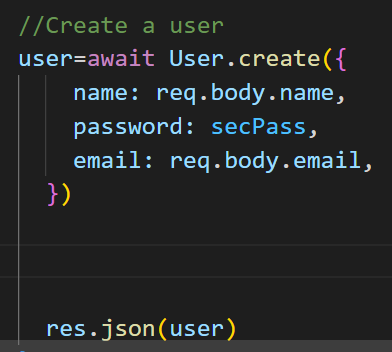 //Create a user
user=await User.create({
name: req.body.name,
password: secPass,
email: req.body.email,
})
res.json(user)